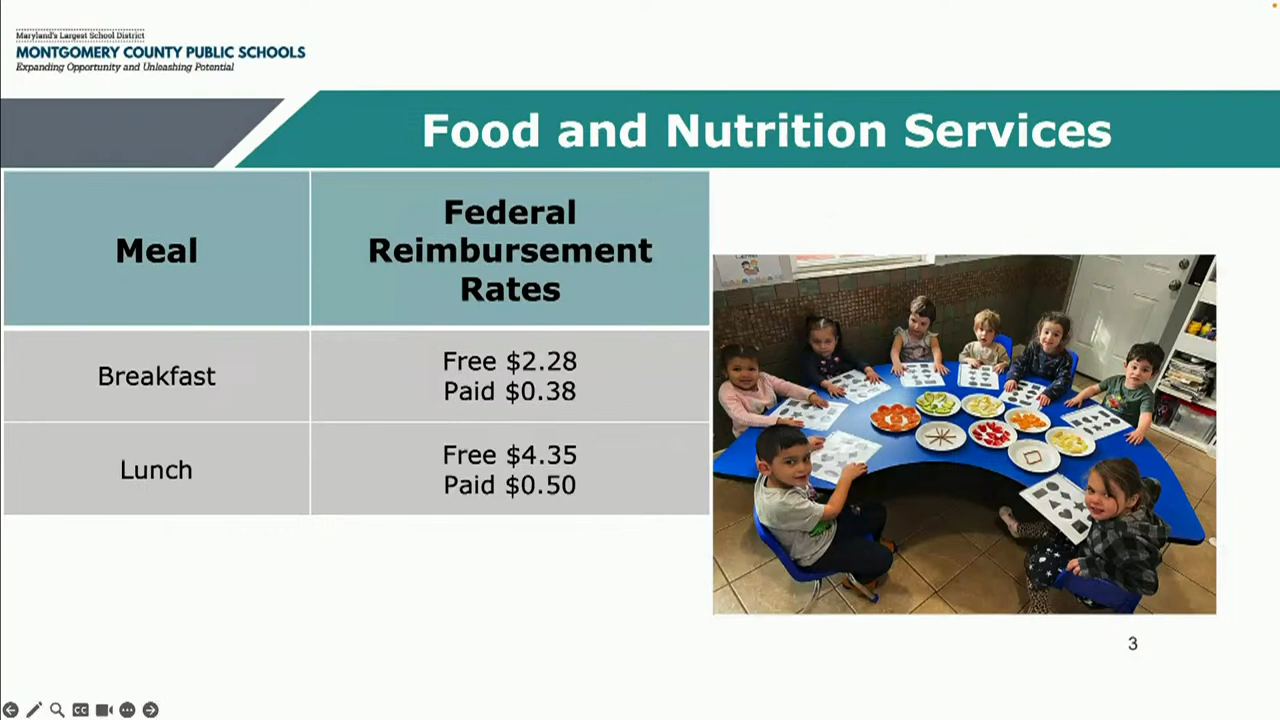 Maryland's Largest School District
MONTGOMERY COUNTY PUBLIC SCHOOLS
Expanding Opportunity and Unleashing Potential
Food and Nutrition Services
Meal
Federal
Reimbursement
Rates
Breakfast
Free $2.28
Paid $0.38
Lunch
Free $4.35
Paid $0.50
3
CC